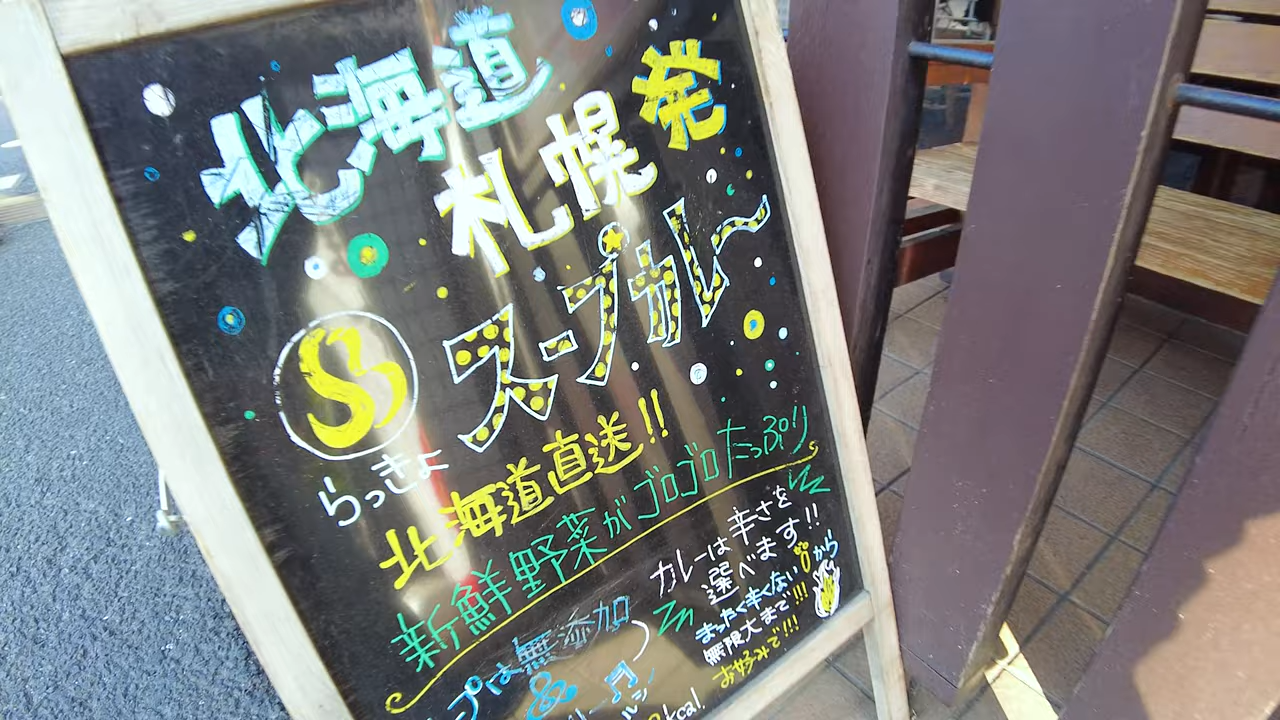 北海道
札幌発
スープカレー
らっきょ
北海道直送!!
新鮮野菜がゴロゴロたっぷり
カレーは辛さを
選べます!!
まったく辛くない0から
無限大まで!!!
お好みで!!!
プは無添加
kcal